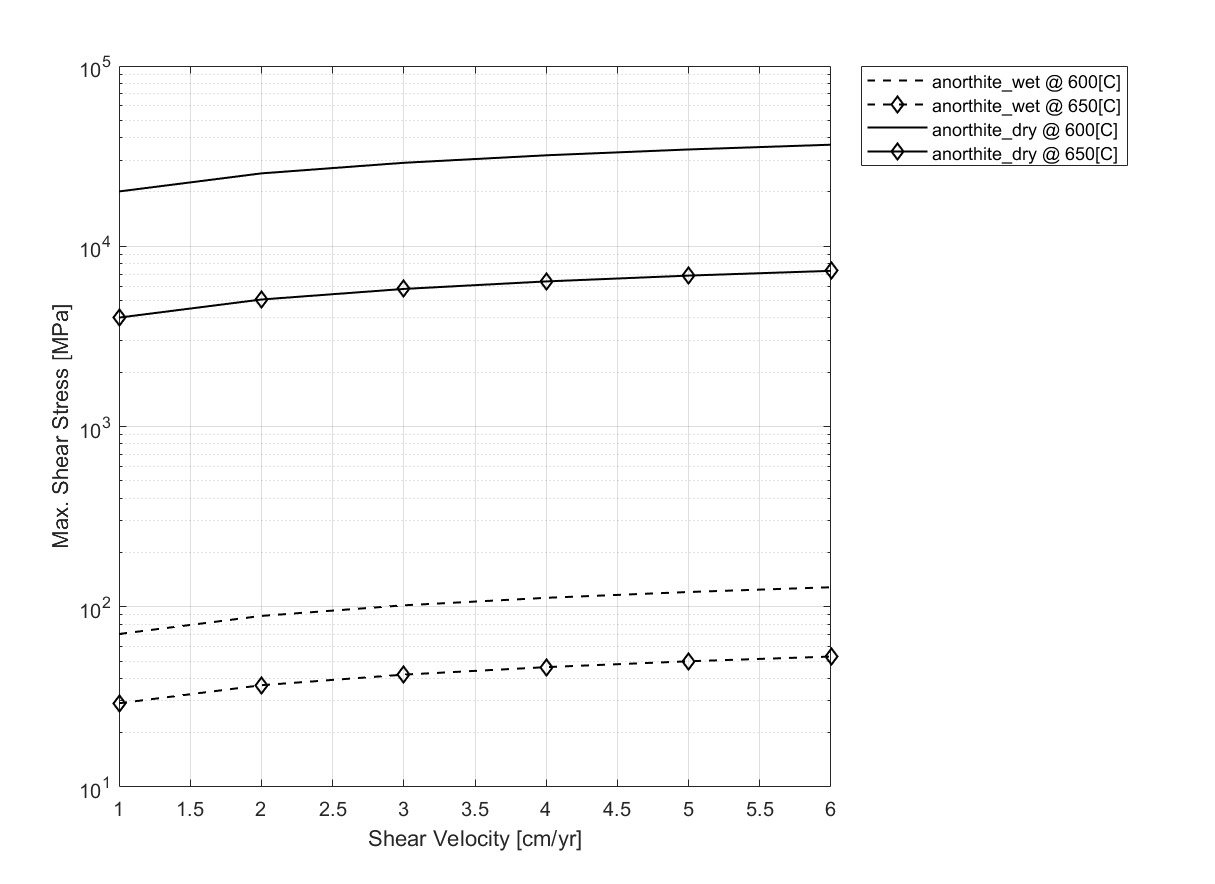 10^5
10^4
10^3
10^2
10^1
Max. Shear Stress [MPa]
1 1.5 2 2.5 3 3.5 4 4.5 5 5.5 6
Shear Velocity [cm/yr]
anorthite_wet @ 600[C]
anorthite_wet @ 650[C]
anorthite_dry @ 600[C]
anorthite_dry @ 650[C]